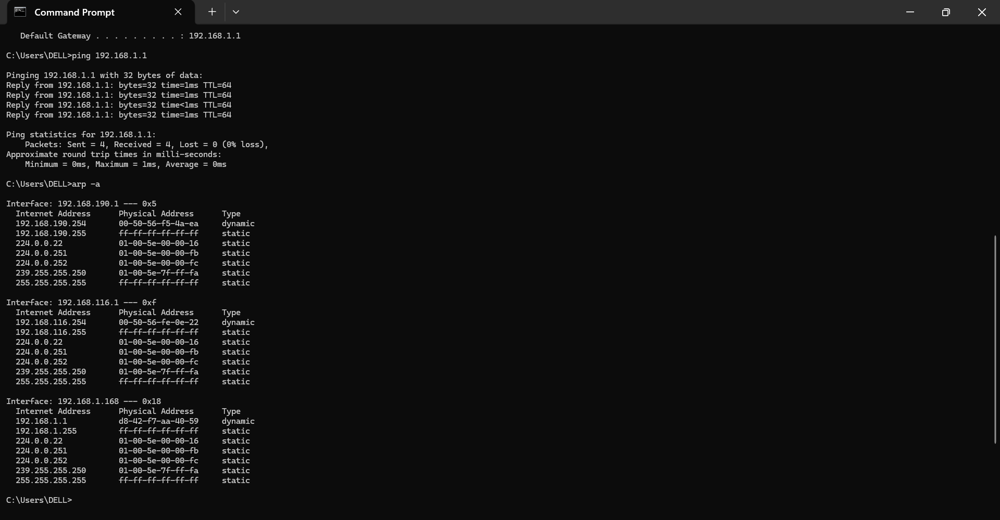 Command Prompt
Default Gateway . . . . . . . . . : 192.168.1.1
C:\Users\DELL>ping 192.168.1.1
Pinging 192.168.1.1 with 32 bytes of data:
Reply from 192.168.1.1: bytes=32 time=1ms TTL=64
Reply from 192.168.1.1: bytes=32 time=1ms TTL=64
Reply from 192.168.1.1: bytes=32 time<1ms TTL=64
Reply from 192.168.1.1: bytes=32 time=1ms TTL=64
Ping statistics for 192.168.1.1:
Packets: Sent = 4, Received = 4, Lost = 0 (0% loss),
Approximate round trip times in milli-seconds:
Minimum = 0ms, Maximum = 1ms, Average = 0ms
C:\Users\DELL>arp -a
Interface: 192.168.190.1 --- 0x5
Internet Address Physical Address Type
192.168.190.254 00-50-56-f5-4a-ea dynamic
192.168.190.255 ff-ff-ff-ff-ff-ff static
224.0.0.22 01-00-5e-00-00-16 static
224.0.0.251 01-00-5e-00-00-fb static
224.0.0.252 01-00-5e-00-00-fc static
239.255.255.250 01-00-5e-7f-ff-fa static
255.255.255.255 ff-ff-ff-ff-ff-ff static
Interface: 192.168.116.1 --- 0xf
Internet Address Physical Address Type
192.168.116.254 00-50-56-fe-0e-22 dynamic
192.168.116.255 ff-ff-ff-ff-ff-ff static
224.0.0.22 01-00-5e-00-00-16 static
224.0.0.251 01-00-5e-00-00-fb static
224.0.0.252 01-00-5e-00-00-fc static
239.255.255.250 01-00-5e-7f-ff-fa static
255.255.255.255 ff-ff-ff-ff-ff-ff static
Interface: 192.168.1.168 --- 0x18
Internet Address Physical Address Type
192.168.1.1 d8-42-f7-aa-40-59 dynamic
192.168.1.255 ff-ff-ff-ff-ff-ff static
224.0.0.22 01-00-5e-00-00-16 static
224.0.0.251 01-00-5e-00-00-fb static
224.0.0.252 01-00-5e-00-00-fc static
239.255.255.250 01-00-5e-7f-ff-fa static
255.255.255.255 ff-ff-ff-ff-ff-ff static
C:\Users\DELL>